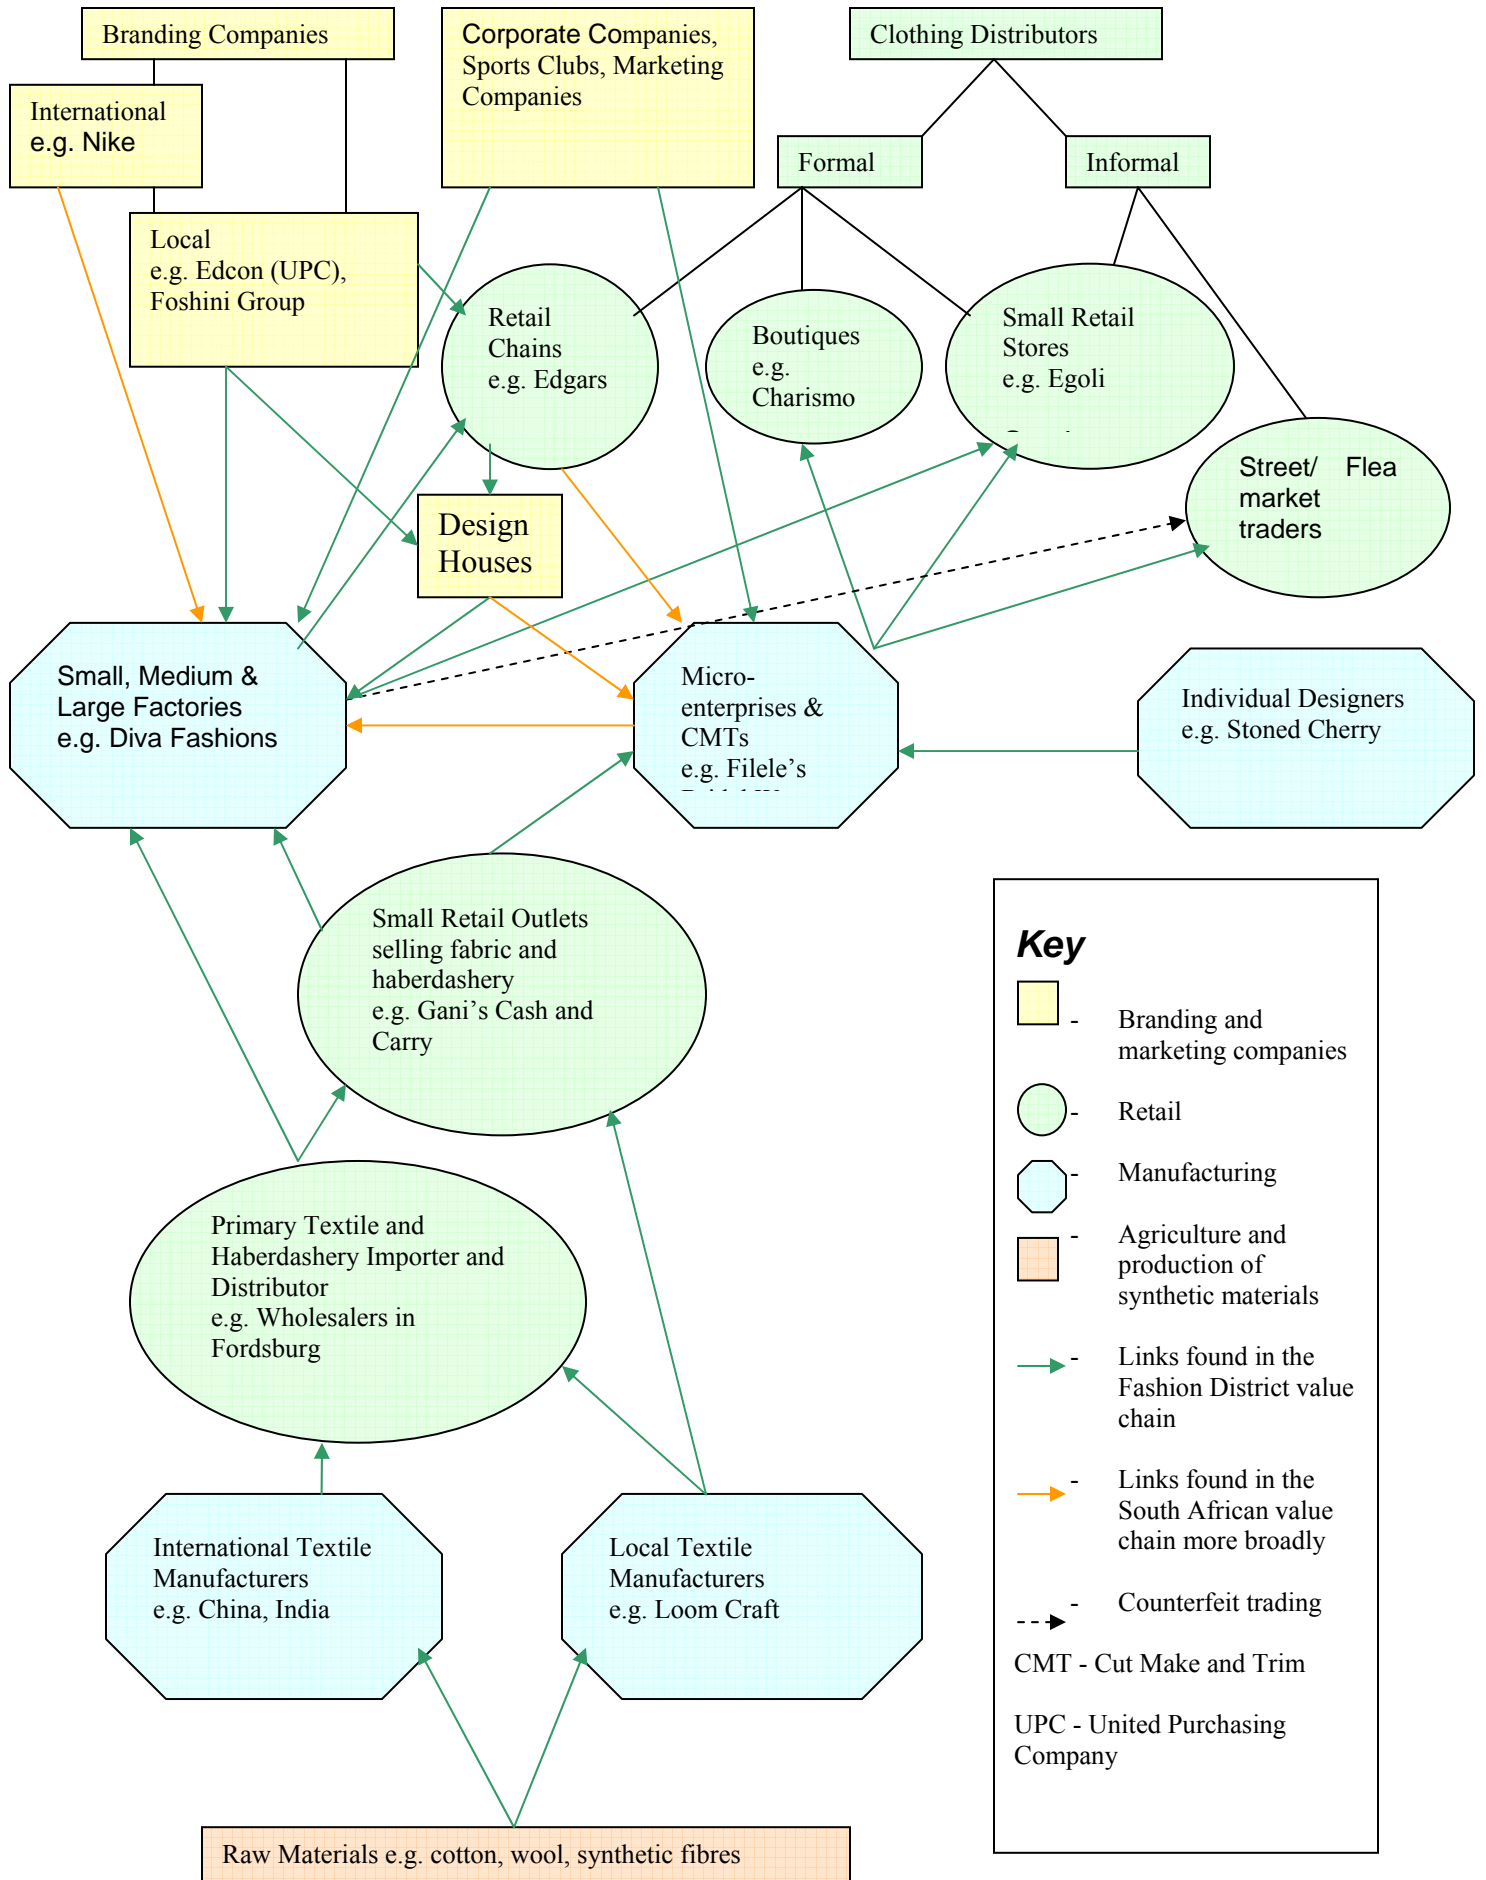 Branding Companies
Corporate Companies,
Sports Clubs, Marketing
Companies
Clothing Distributors
International
e.g. Nike
Formal
Informal
Local
e.g. Edcon (UPC),
Foshini Group
Retail
Chains
e.g. Edgars
Boutiques
e.g.
Charismo
Small Retail
Stores
e.g. Egoli
Street/ Flea
market
traders
Design
Houses
Small, Medium &
Large Factories
e.g. Diva Fashions
Micro-
enterprises &
CMTs
e.g. Filele’s
Individual Designers
e.g. Stoned Cherry
Small Retail Outlets
selling fabric and
haberdashery
e.g. Gani’s Cash and
Carry
Primary Textile and
Haberdashery Importer and
Distributor
e.g. Wholesalers in
Fordsburg
International Textile
Manufacturers
e.g. China, India
Local Textile
Manufacturers
e.g. Loom Craft
Raw Materials e.g. cotton, wool, synthetic fibres
Key
- Branding and
marketing companies
- Retail
- Manufacturing
- Agriculture and
production of
synthetic materials
- Links found in the
Fashion District value
chain
- Links found in the
South African value
chain more broadly
- Counterfeit trading
CMT - Cut Make and Trim
UPC - United Purchasing
Company